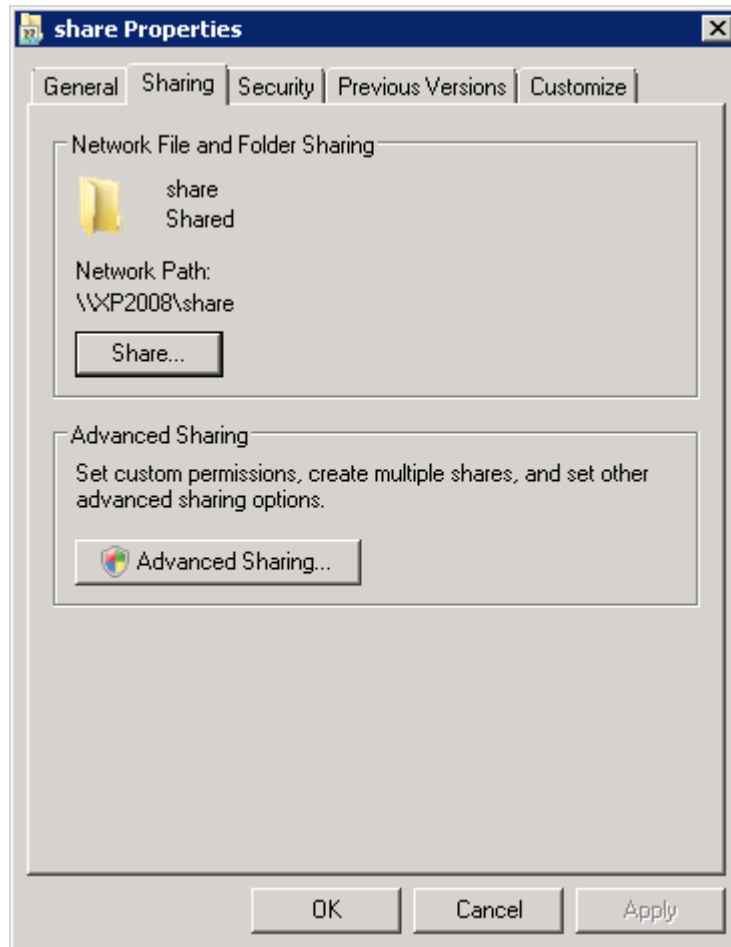 share Properties
General Sharing Security Previous Versions Customize
Network File and Folder Sharing
share
Shared
Network Path:
\\XP2008\share
Share...
Advanced Sharing
Set custom permissions, create multiple shares, and set other
advanced sharing options.
Advanced Sharing...
OK Cancel Apply